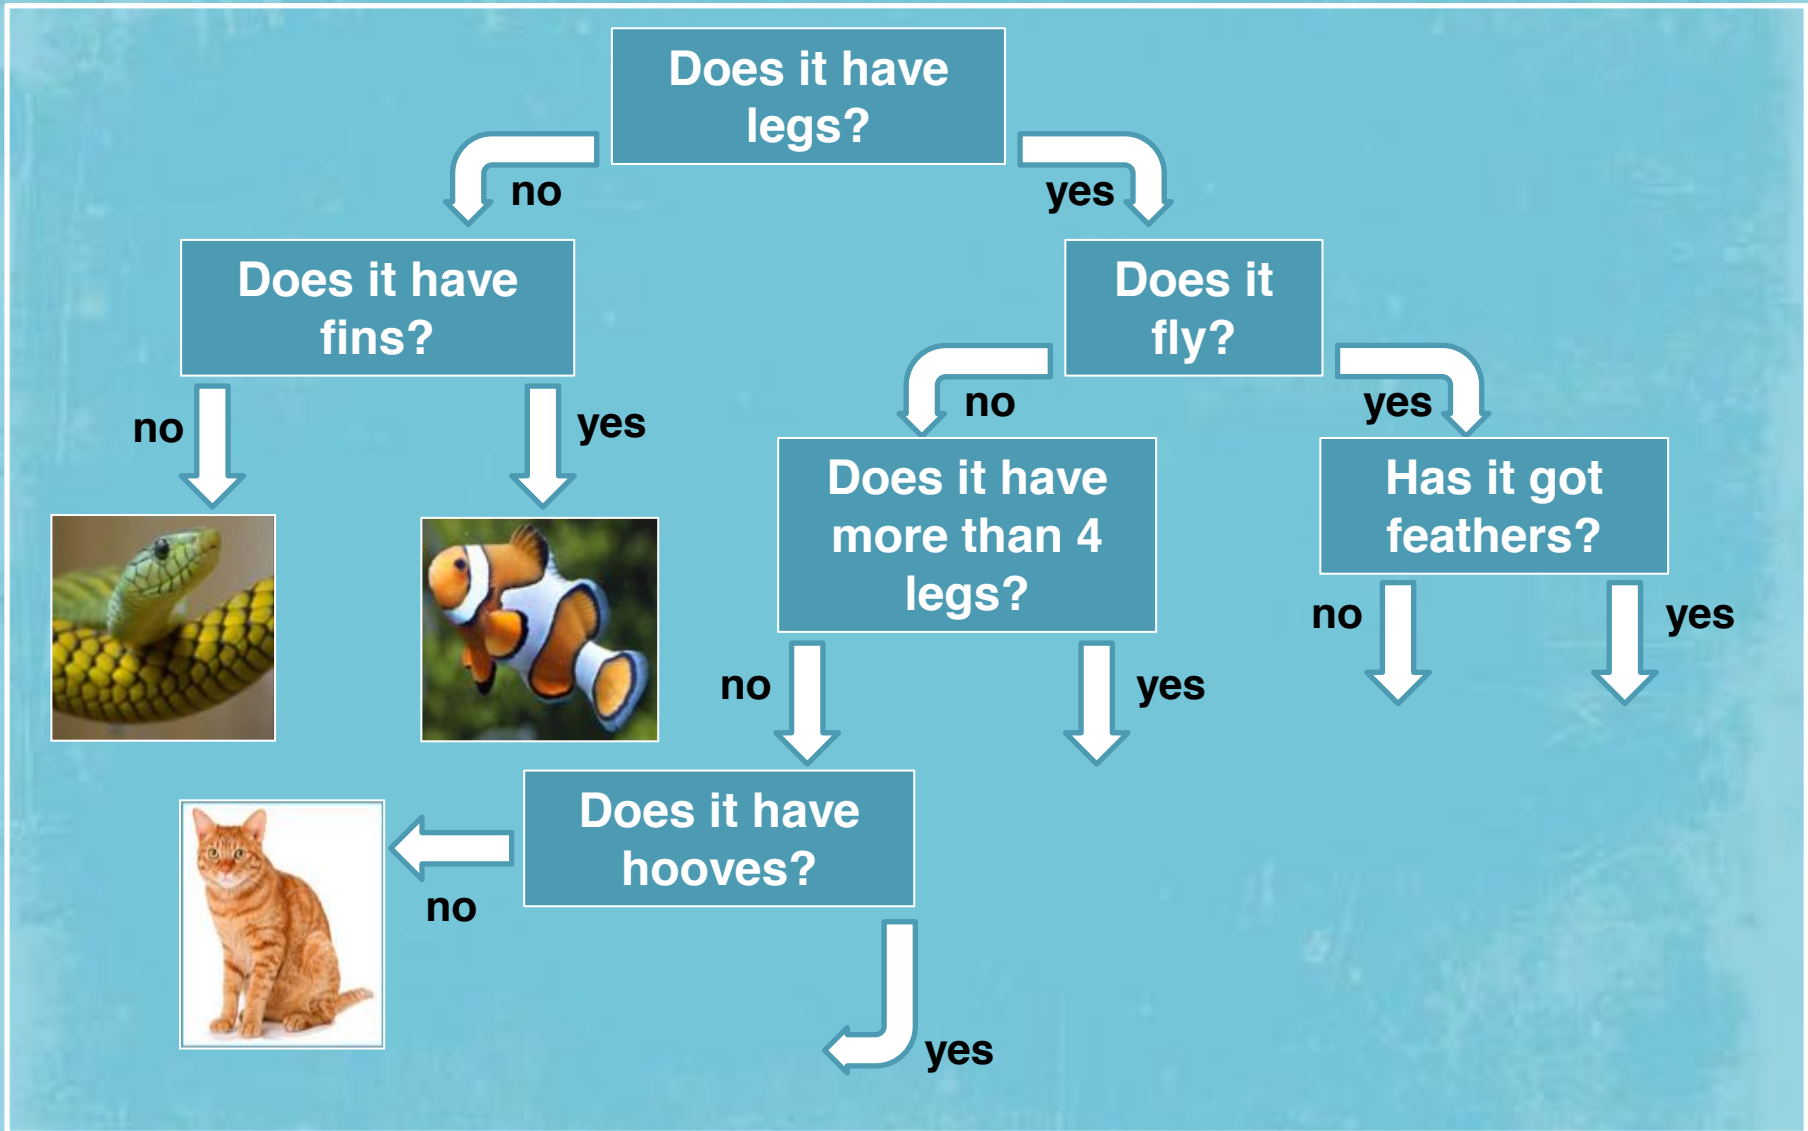 Does it have
legs?
no
yes
Does it have
fins?
Does it
fly?
no
yes
no
yes
Does it have
more than 4
legs?
Has it got
feathers?
no
yes
no
yes
Does it have
hooves?
no
yes